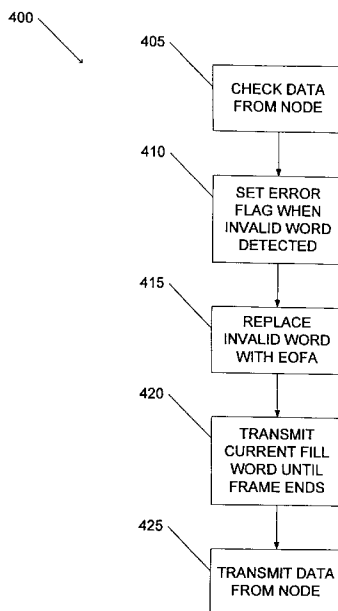 400
405
CHECK DATA
FROM NODE
410
SET ERROR
FLAG WHEN
INVALID WORD
DETECTED
415
REPLACE
INVALID WORD
WITH EOFA
420
TRANSMIT
CURRENT FILL
WORD UNTIL
FRAME ENDS
425
TRANSMIT DATA
FROM NODE